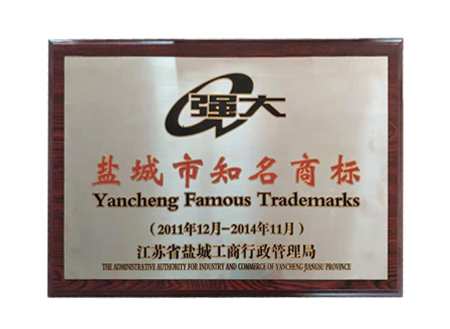 强大
盐城市知名商标
Yancheng Famous Trademarks
（2011年12月-2014年11月）
江苏省盐城工商行政管理局
THE ADMINISTRATIVE AUTHORITY FOR INDUSTRY AND COMMERCE OF YANCHENG JIANGSU PROVINCE